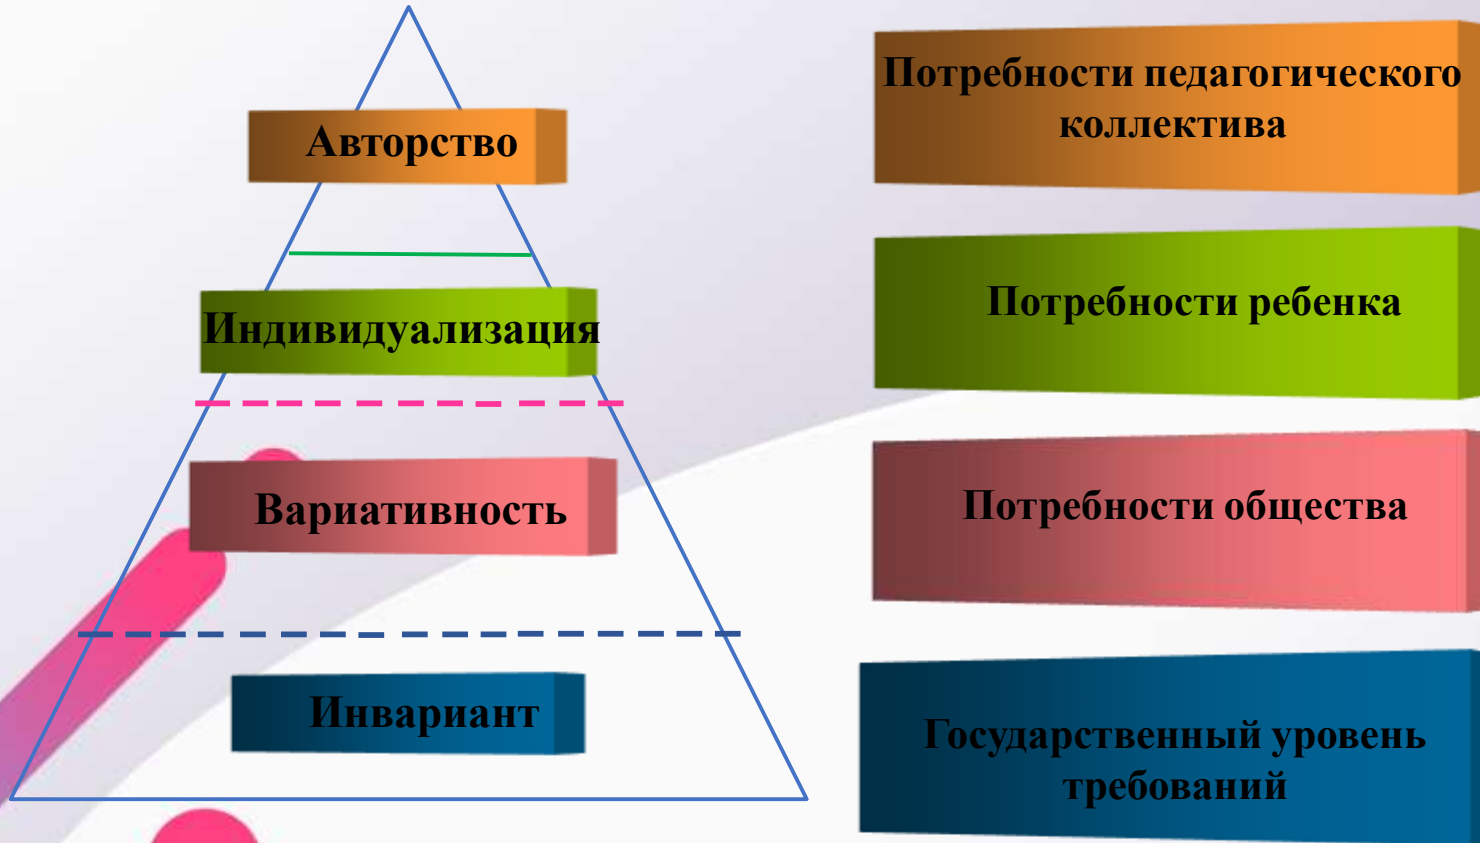 Авторство
Потребности педагогического
коллектива
Индивидуализация
Потребности ребенка
Вариативность
Потребности общества
Инвариант
Государственный уровень
требований